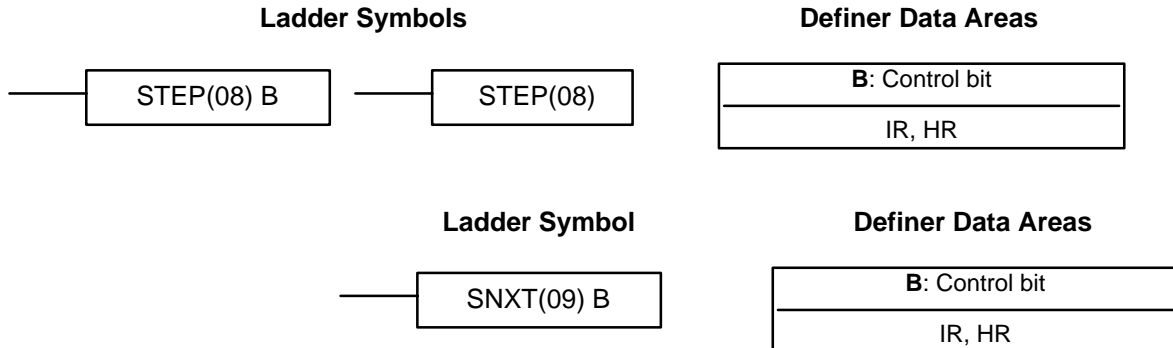 Ladder Symbols
Definer Data Areas
STEP(08) B
STEP(08)
B: Control bit
IR, HR
Ladder Symbol
Definer Data Areas
SNXT(09) B
B: Control bit
IR, HR